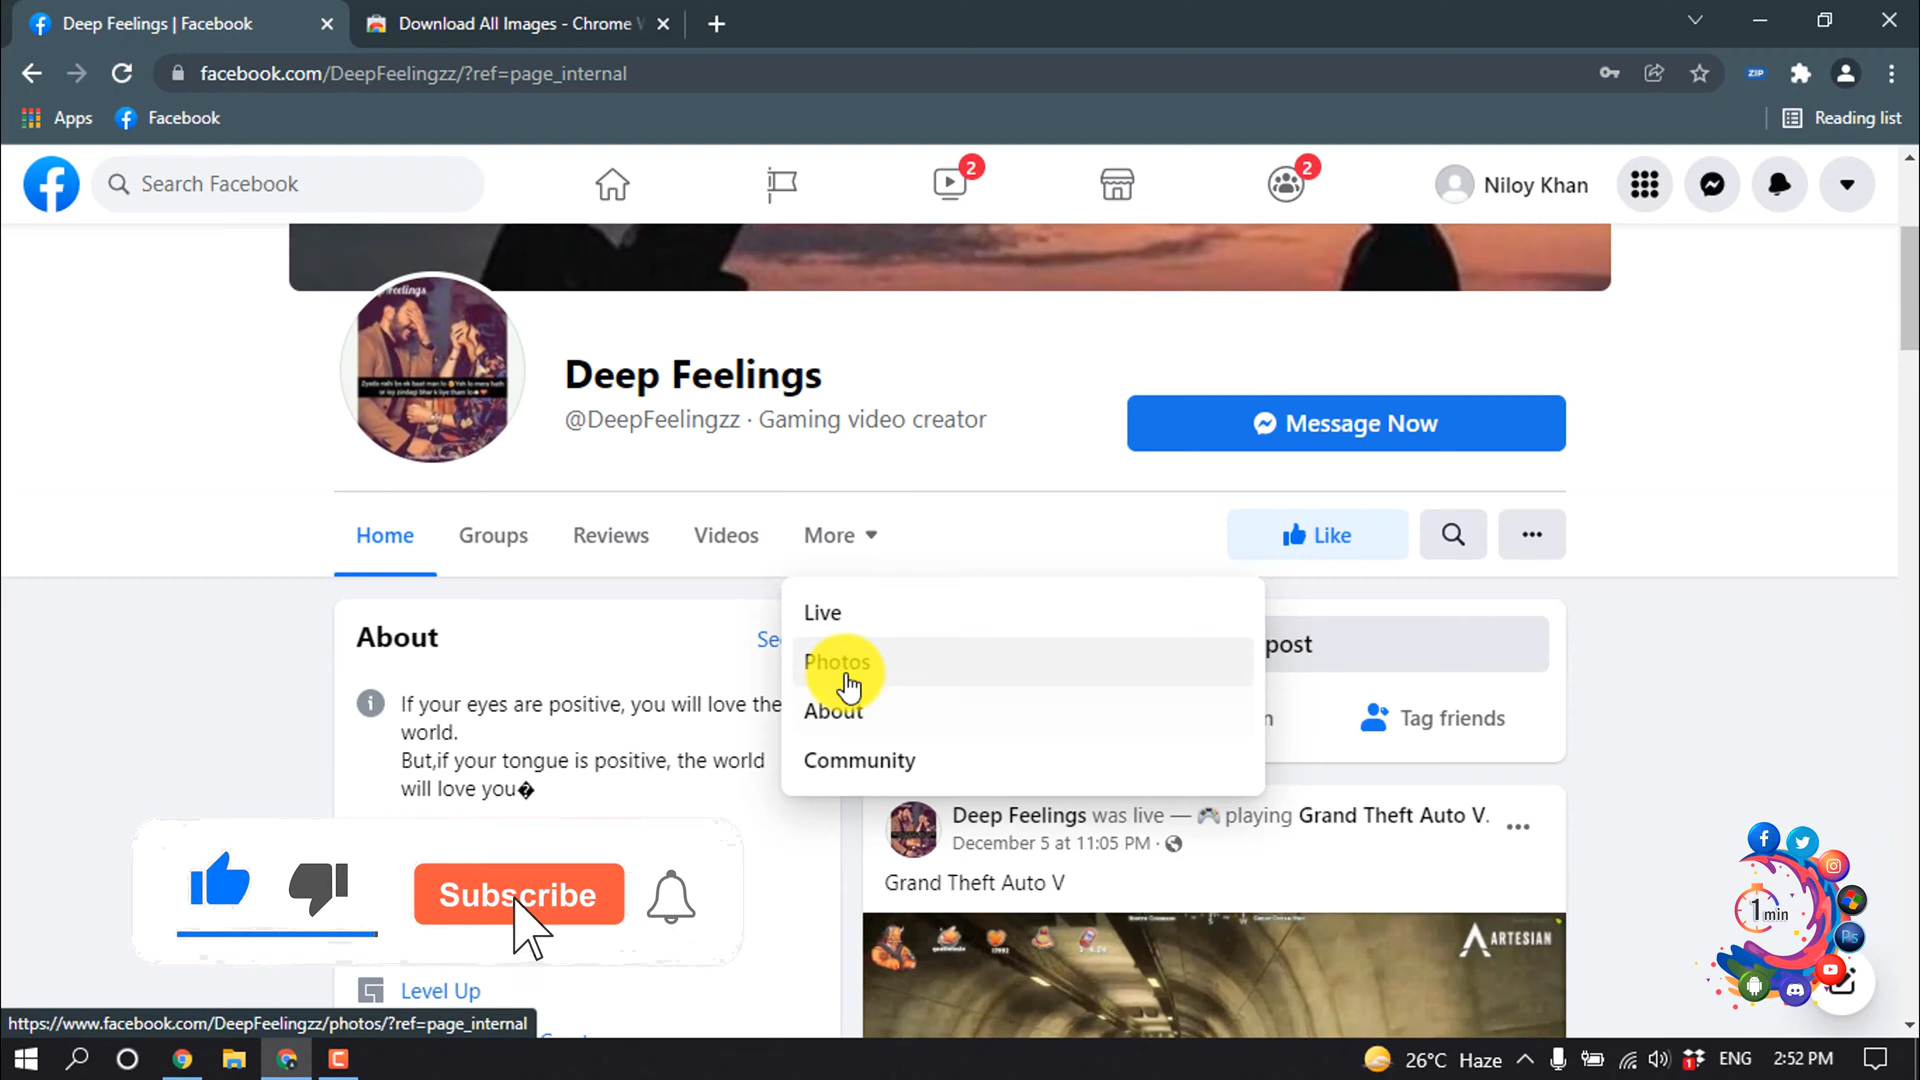 Deep Feelings | Facebook
Download All Images - Chrome W
facebook.com/DeepFeelingzz/?ref=page_internal
ZIP
Apps
Facebook
Reading list
Search Facebook
2
2
Niloy Khan
Deep Feelings
@DeepFeelingzz · Gaming video creator
Message Now
Home
Groups
Reviews
Videos
More
Like
Live
Photos
About
Community
About
See
post
Tag friends
If your eyes are positive, you will love the
world.
But,if your tongue is positive, the world
will love you�
Deep Feelings was live — 🎮 playing Grand Theft Auto V.
December 5 at 11:05 PM ·
Grand Theft Auto V
ARTESIAN
Subscribe
Level Up
1 min
Ps
https://www.facebook.com/DeepFeelingzz/photos/?ref=page_internal
26°C Haze
1
ENG
2:52 PM